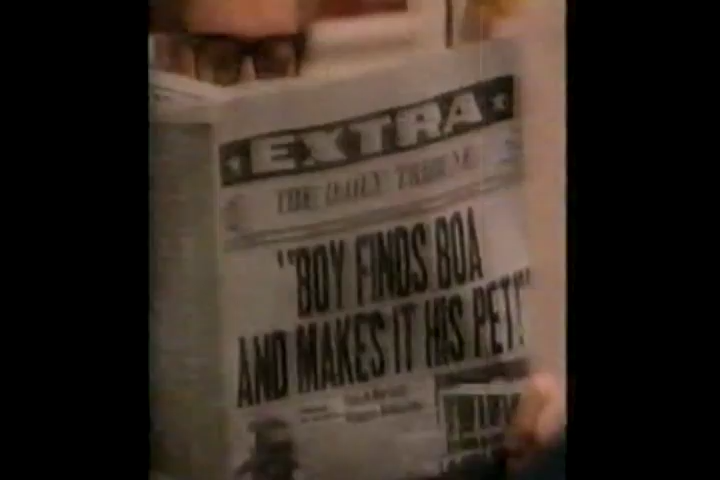 EXTRA
THE DAILY TRIBUNE
"BOY FINDS BOA
AND MAKES IT HIS PET!"